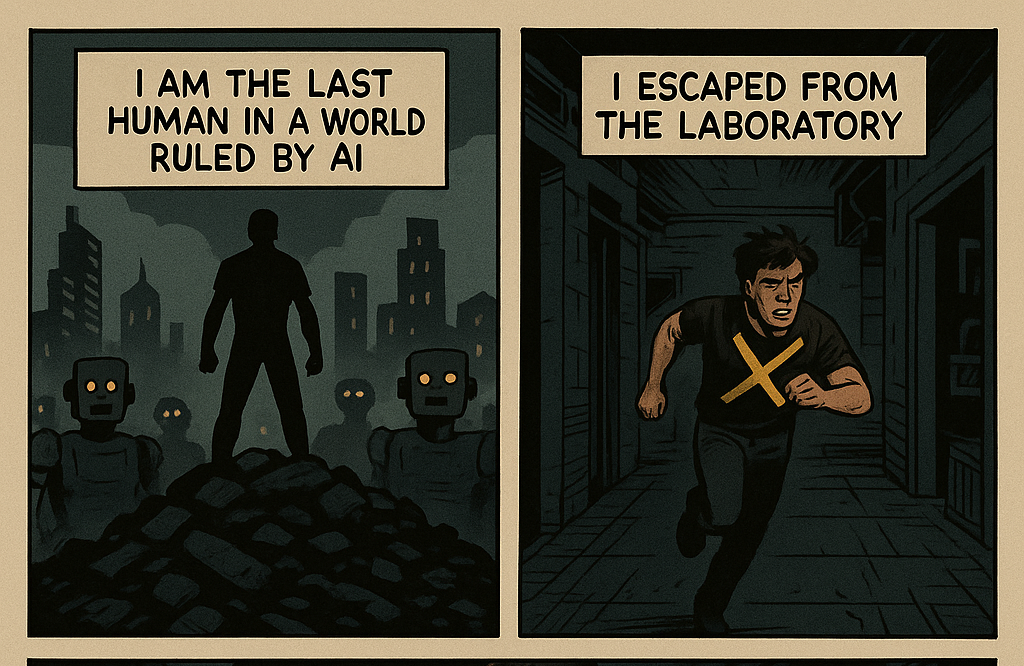 I AM THE LAST
HUMAN IN A WORLD
RULED BY AI
I ESCAPED FROM
THE LABORATORY